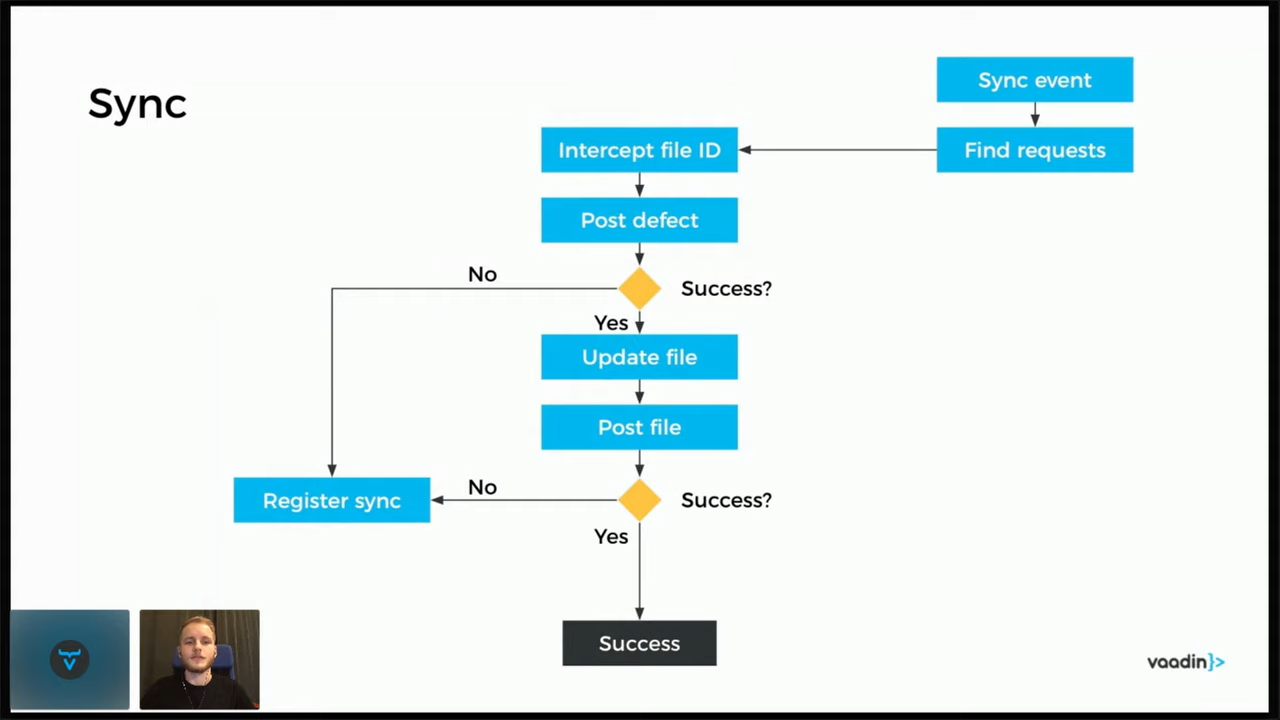 Sync
Sync event
Find requests
Intercept file ID
Post defect
Success?
No
Yes
Update file
Post file
Success?
No
Yes
Register sync
Success
vaadin}>